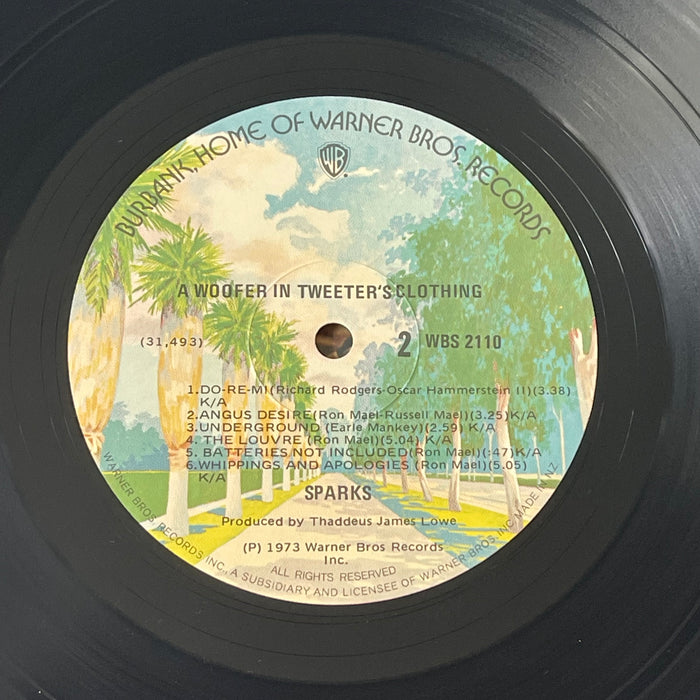 BURBANK, HOME OF WARNER BROS. RECORDS
WB
A WOOFER IN TWEETER'S CLOTHING
(31,493)
2 WBS 2110
1.DO-RE-MI(Richard Rodgers-Oscar Hammerstein II)(3.38)
K/A
2.ANGUS DESIRE(Ron Mael-Russell Mael)(3.25)K/A
3.UNDERGROUND (Earle Mankey)(2.59) K/A
4. THE LOUVRE (Ron Mael)(5.04) K/A
5. BATTERIES NOT INCLUDED(Ron Mael)(:47)K/A
6.WHIPPINGS AND APOLOGIES (Ron Mael)(5.05)
K/A
SPARKS
Produced by Thaddeus James Lowe
(P) 1973 Warner Bros Records
Inc.
ALL RIGHTS RESERVED
WARNER BROS. RECORDS INC., A SUBSIDIARY AND LICENSEE OF WARNER BROS. INC MADE IN NZ